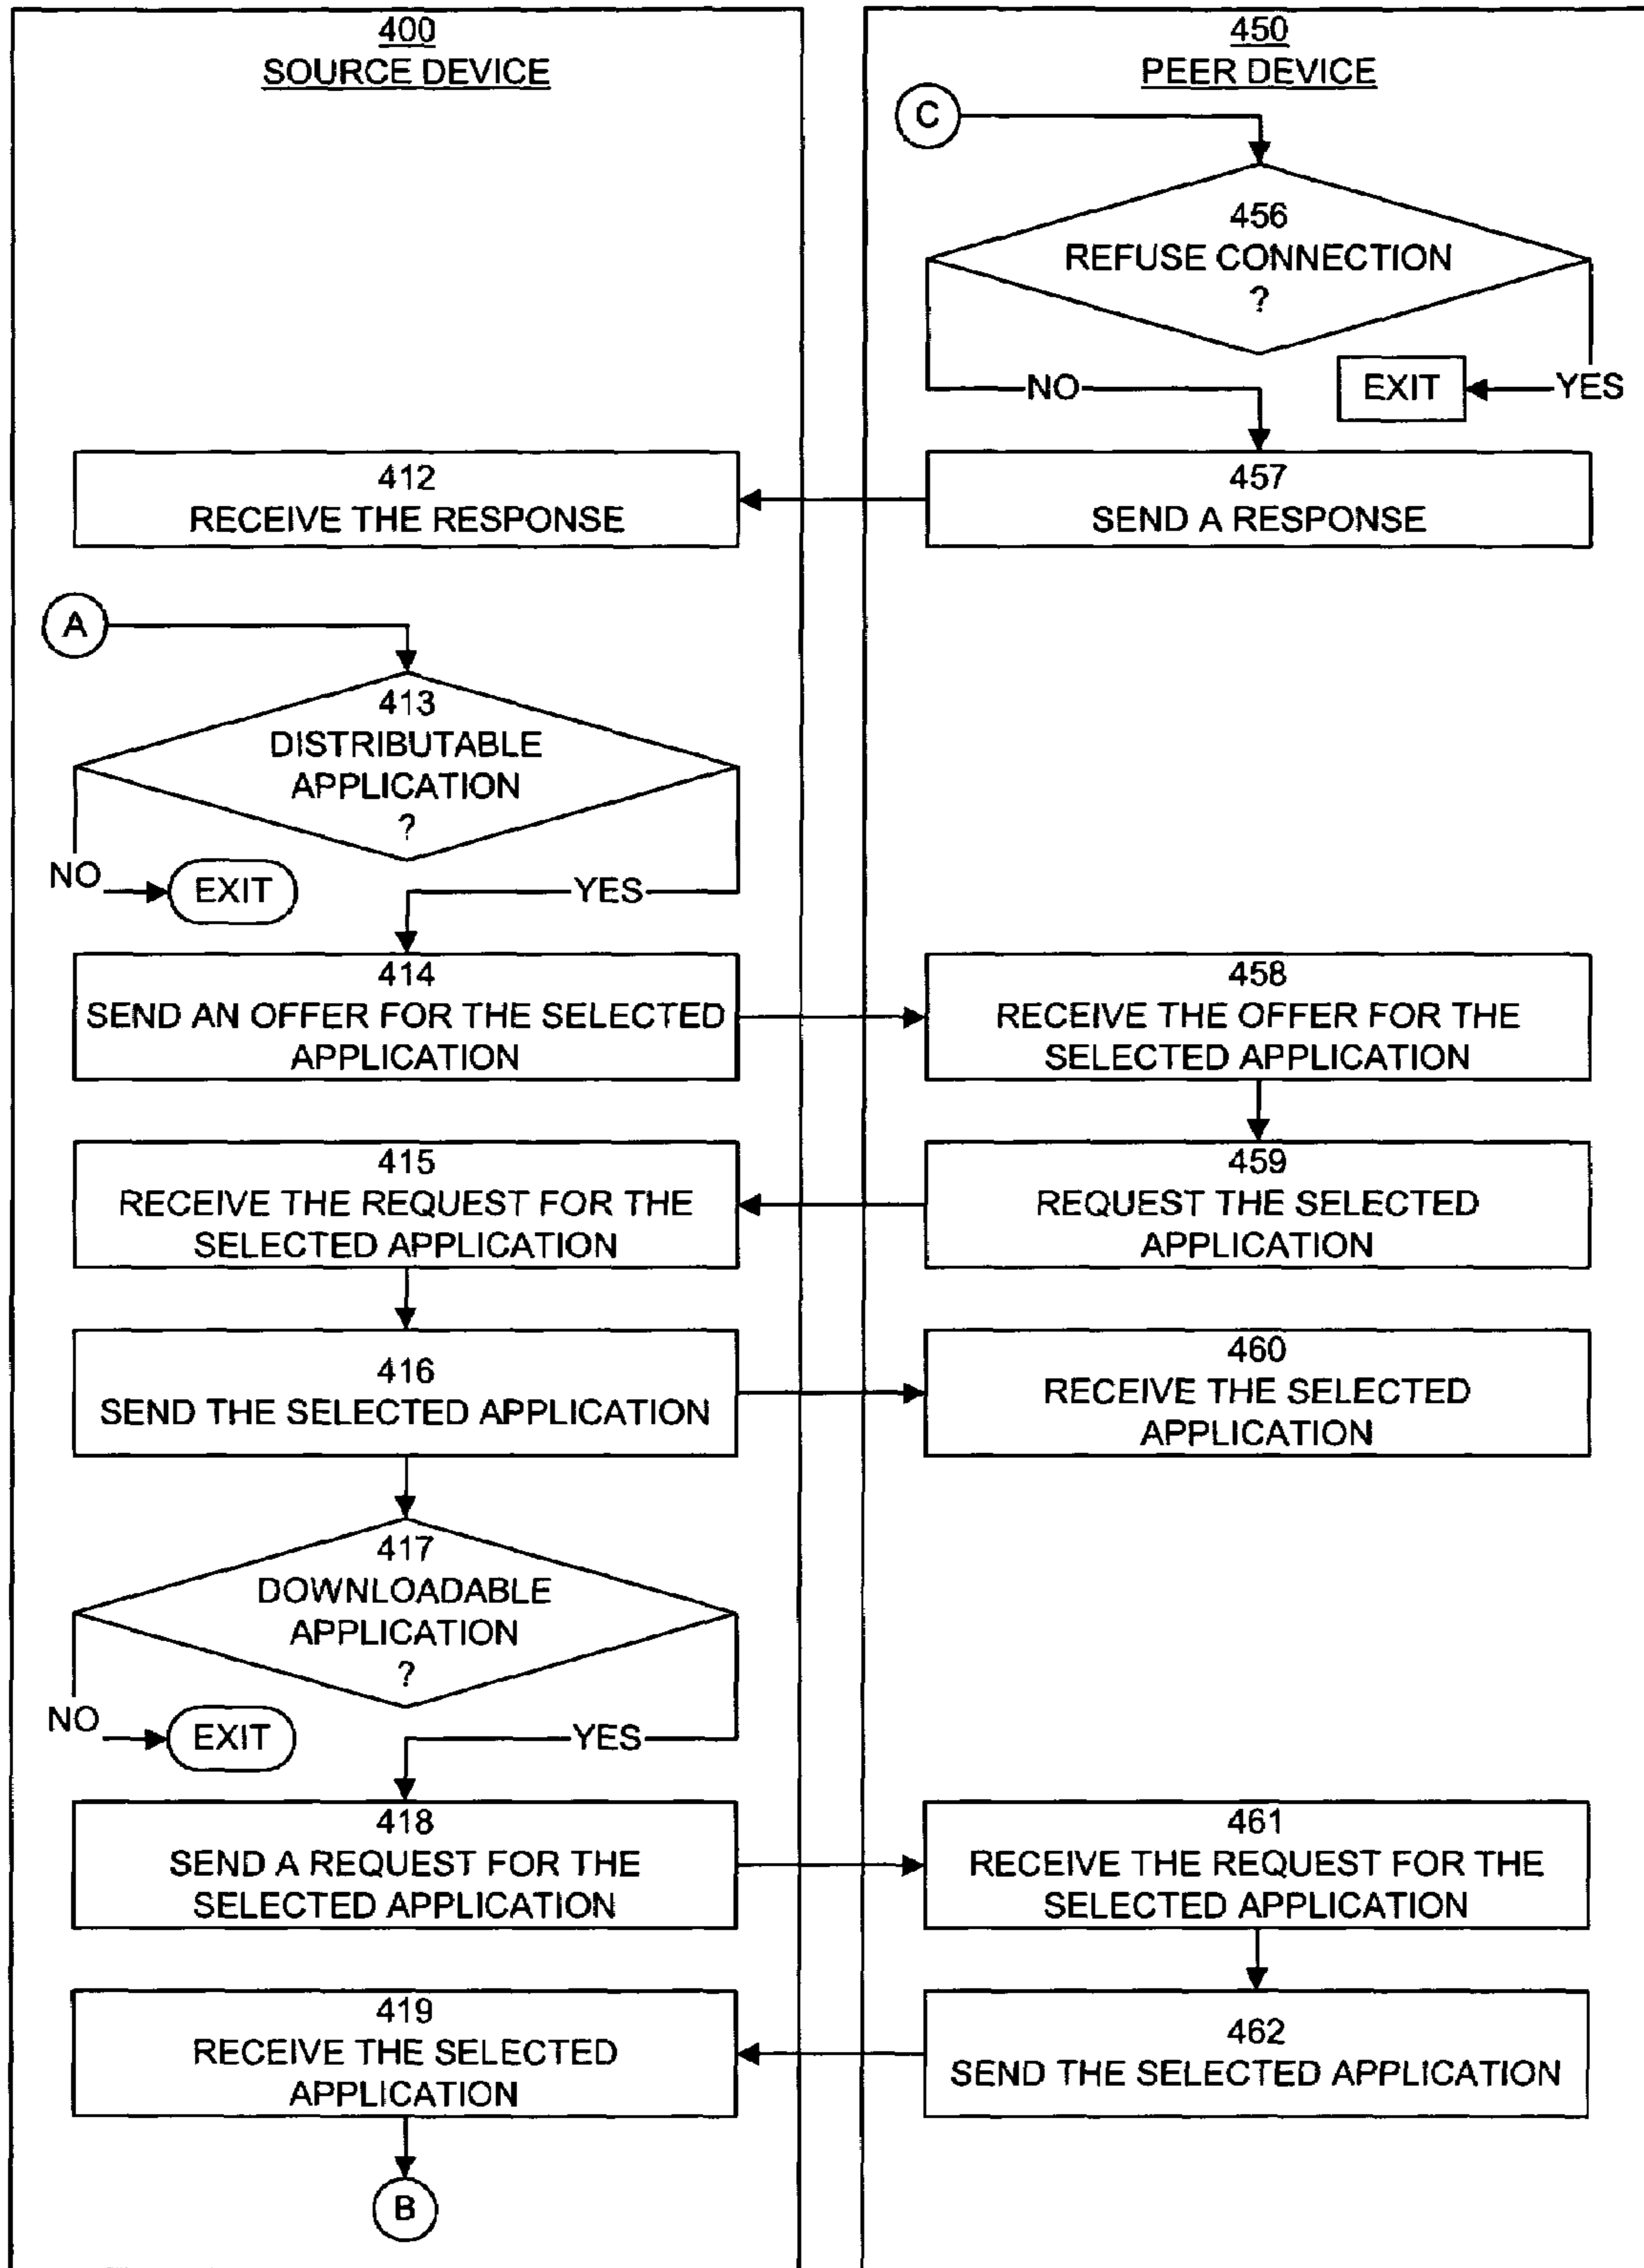 400
SOURCE DEVICE
450
PEER DEVICE
C
456
REFUSE CONNECTION
?
NO
EXIT
YES
412
RECEIVE THE RESPONSE
457
SEND A RESPONSE
A
413
DISTRIBUTABLE
APPLICATION
?
NO
EXIT
YES
414
SEND AN OFFER FOR THE SELECTED
APPLICATION
458
RECEIVE THE OFFER FOR THE
SELECTED APPLICATION
415
RECEIVE THE REQUEST FOR THE
SELECTED APPLICATION
459
REQUEST THE SELECTED
APPLICATION
416
SEND THE SELECTED APPLICATION
460
RECEIVE THE SELECTED
APPLICATION
417
DOWNLOADABLE
APPLICATION
?
NO
EXIT
YES
418
SEND A REQUEST FOR THE
SELECTED APPLICATION
461
RECEIVE THE REQUEST FOR THE
SELECTED APPLICATION
419
RECEIVE THE SELECTED
APPLICATION
462
SEND THE SELECTED APPLICATION
B